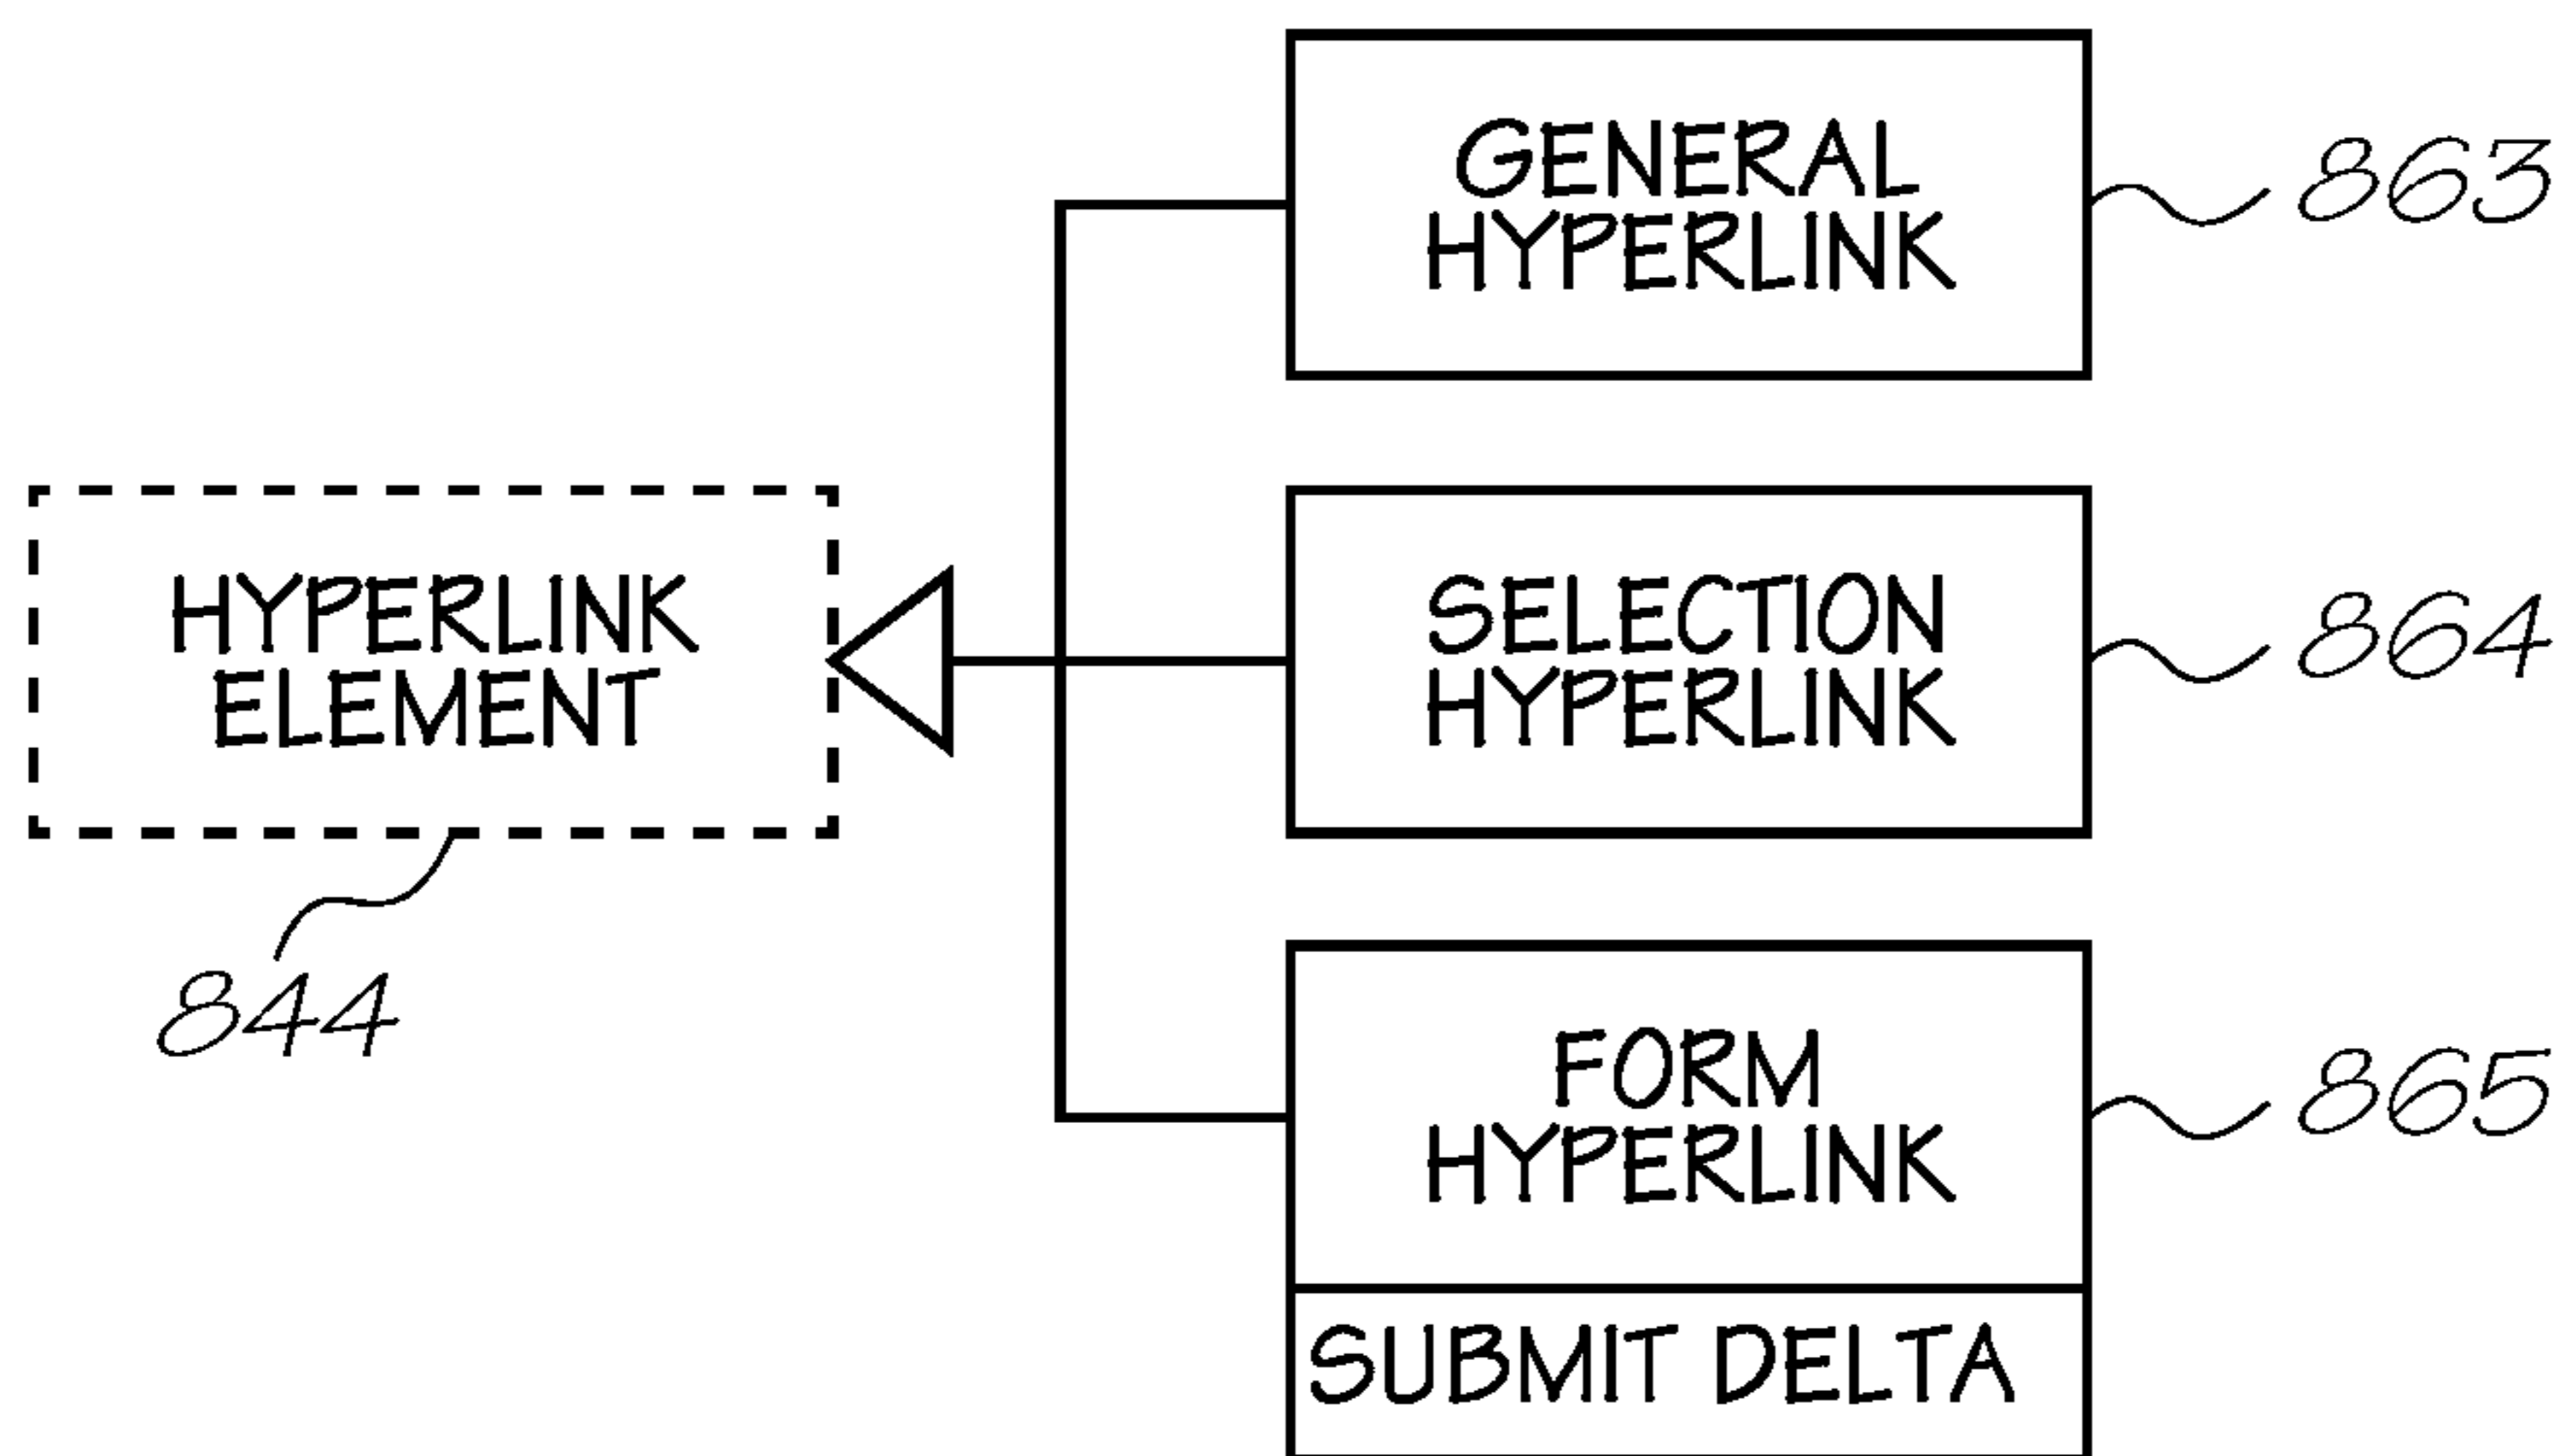 GENERAL
HYPERLINK
863
HYPERLINK
ELEMENT
844
SELECTION
HYPERLINK
864
FORM
HYPERLINK
865
SUBMIT DELTA